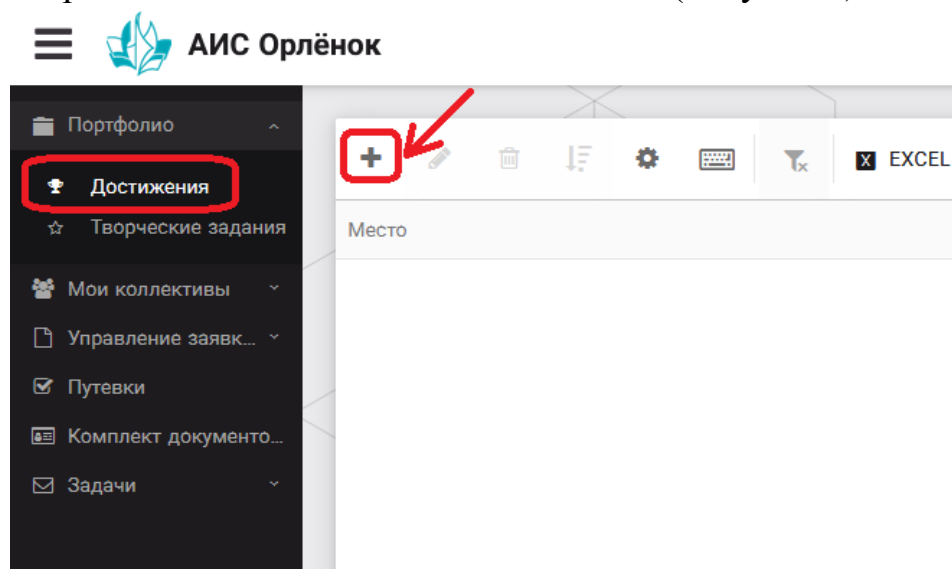 АИС Орлёнок
Портфолио
Достижения
Творческие задания
Мои коллективы
Управление заявк...
Путевки
Комплект документо...
Задачи
X EXCEL
Место